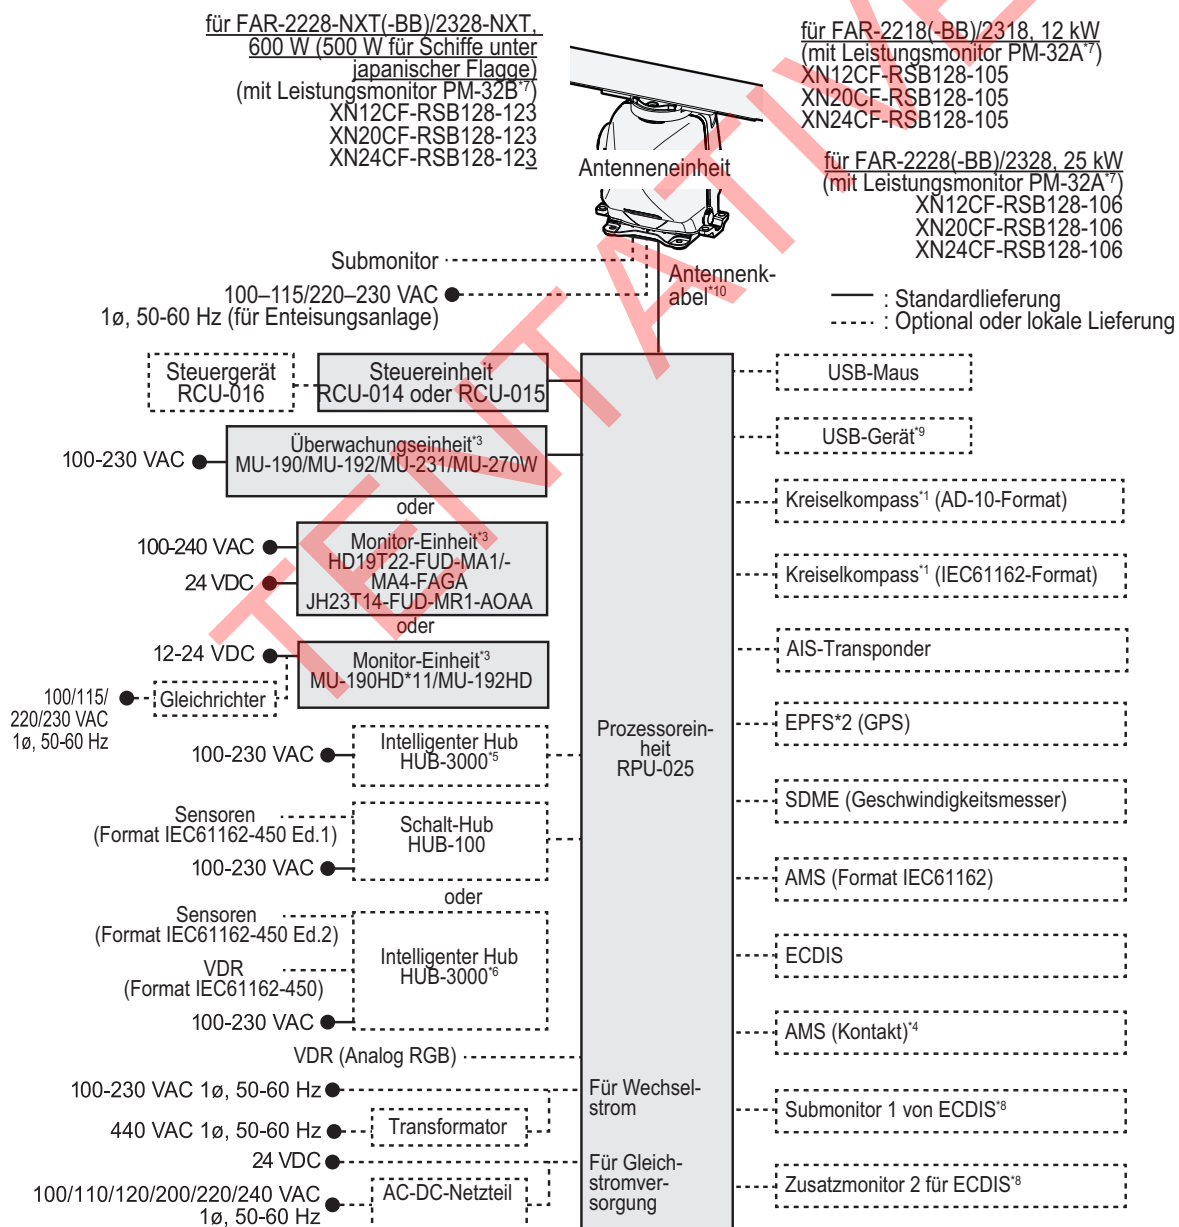 für FAR-2228-NXT(-BB)/2328-NXT,
600 W (500 W für Schiffe unter
japanischer Flagge)
(mit Leistungsmonitor PM-32B*7)
XN12CF-RSB128-123
XN20CF-RSB128-123
XN24CF-RSB128-123
für FAR-2218(-BB)/2318, 12 kW
(mit Leistungsmonitor PM-32A*7)
XN12CF-RSB128-105
XN20CF-RSB128-105
XN24CF-RSB128-105
für FAR-2228(-BB)/2328, 25 kW
(mit Leistungsmonitor PM-32A*7)
XN12CF-RSB128-106
XN20CF-RSB128-106
XN24CF-RSB128-106
Antenneneinheit
Submonitor
100–115/220–230 VAC
1ø, 50-60 Hz (für Enteisungsanlage)
Antennenk-
abel*10
: Standardlieferung
: Optional oder lokale Lieferung
Steuergerät
RCU-016
Steuereinheit
RCU-014 oder RCU-015
100-230 VAC
Überwachungseinheit*3
MU-190/MU-192/MU-231/MU-270W
oder
100-240 VAC
24 VDC
Monitor-Einheit*3
HD19T22-FUD-MA1/-
MA4-FAGA
JH23T14-FUD-MR1-AOAA
oder
12-24 VDC
Monitor-Einheit*3
MU-190HD*11/MU-192HD
100/115/
220/230 VAC
1ø, 50-60 Hz
Gleichrichter
100-230 VAC
Intelligenter Hub
HUB-3000*5
Sensoren
(Format IEC61162-450 Ed.1)
100-230 VAC
Schalt-Hub
HUB-100
oder
Sensoren
(Format IEC61162-450 Ed.2)
VDR
(Format IEC61162-450)
100-230 VAC
Intelligenter Hub
HUB-3000*6
VDR (Analog RGB)
100-230 VAC 1ø, 50-60 Hz
440 VAC 1ø, 50-60 Hz
Transformator
24 VDC
100/110/120/200/220/240 VAC
1ø, 50-60 Hz
AC-DC-Netzteil
Prozessorein-
heit
RPU-025
Für Wechsel-
strom
Für Gleich-
stromver-
sorgung
USB-Maus
USB-Gerät*9
Kreiselkompass*1 (AD-10-Format)
Kreiselkompass*1 (IEC61162-Format)
AIS-Transponder
EPFS*2 (GPS)
SDME (Geschwindigkeitsmesser)
AMS (Format IEC61162)
ECDIS
AMS (Kontakt)*4
Submonitor 1 von ECDIS*8
Zusatzmonitor 2 für ECDIS*8
TENTATIVE